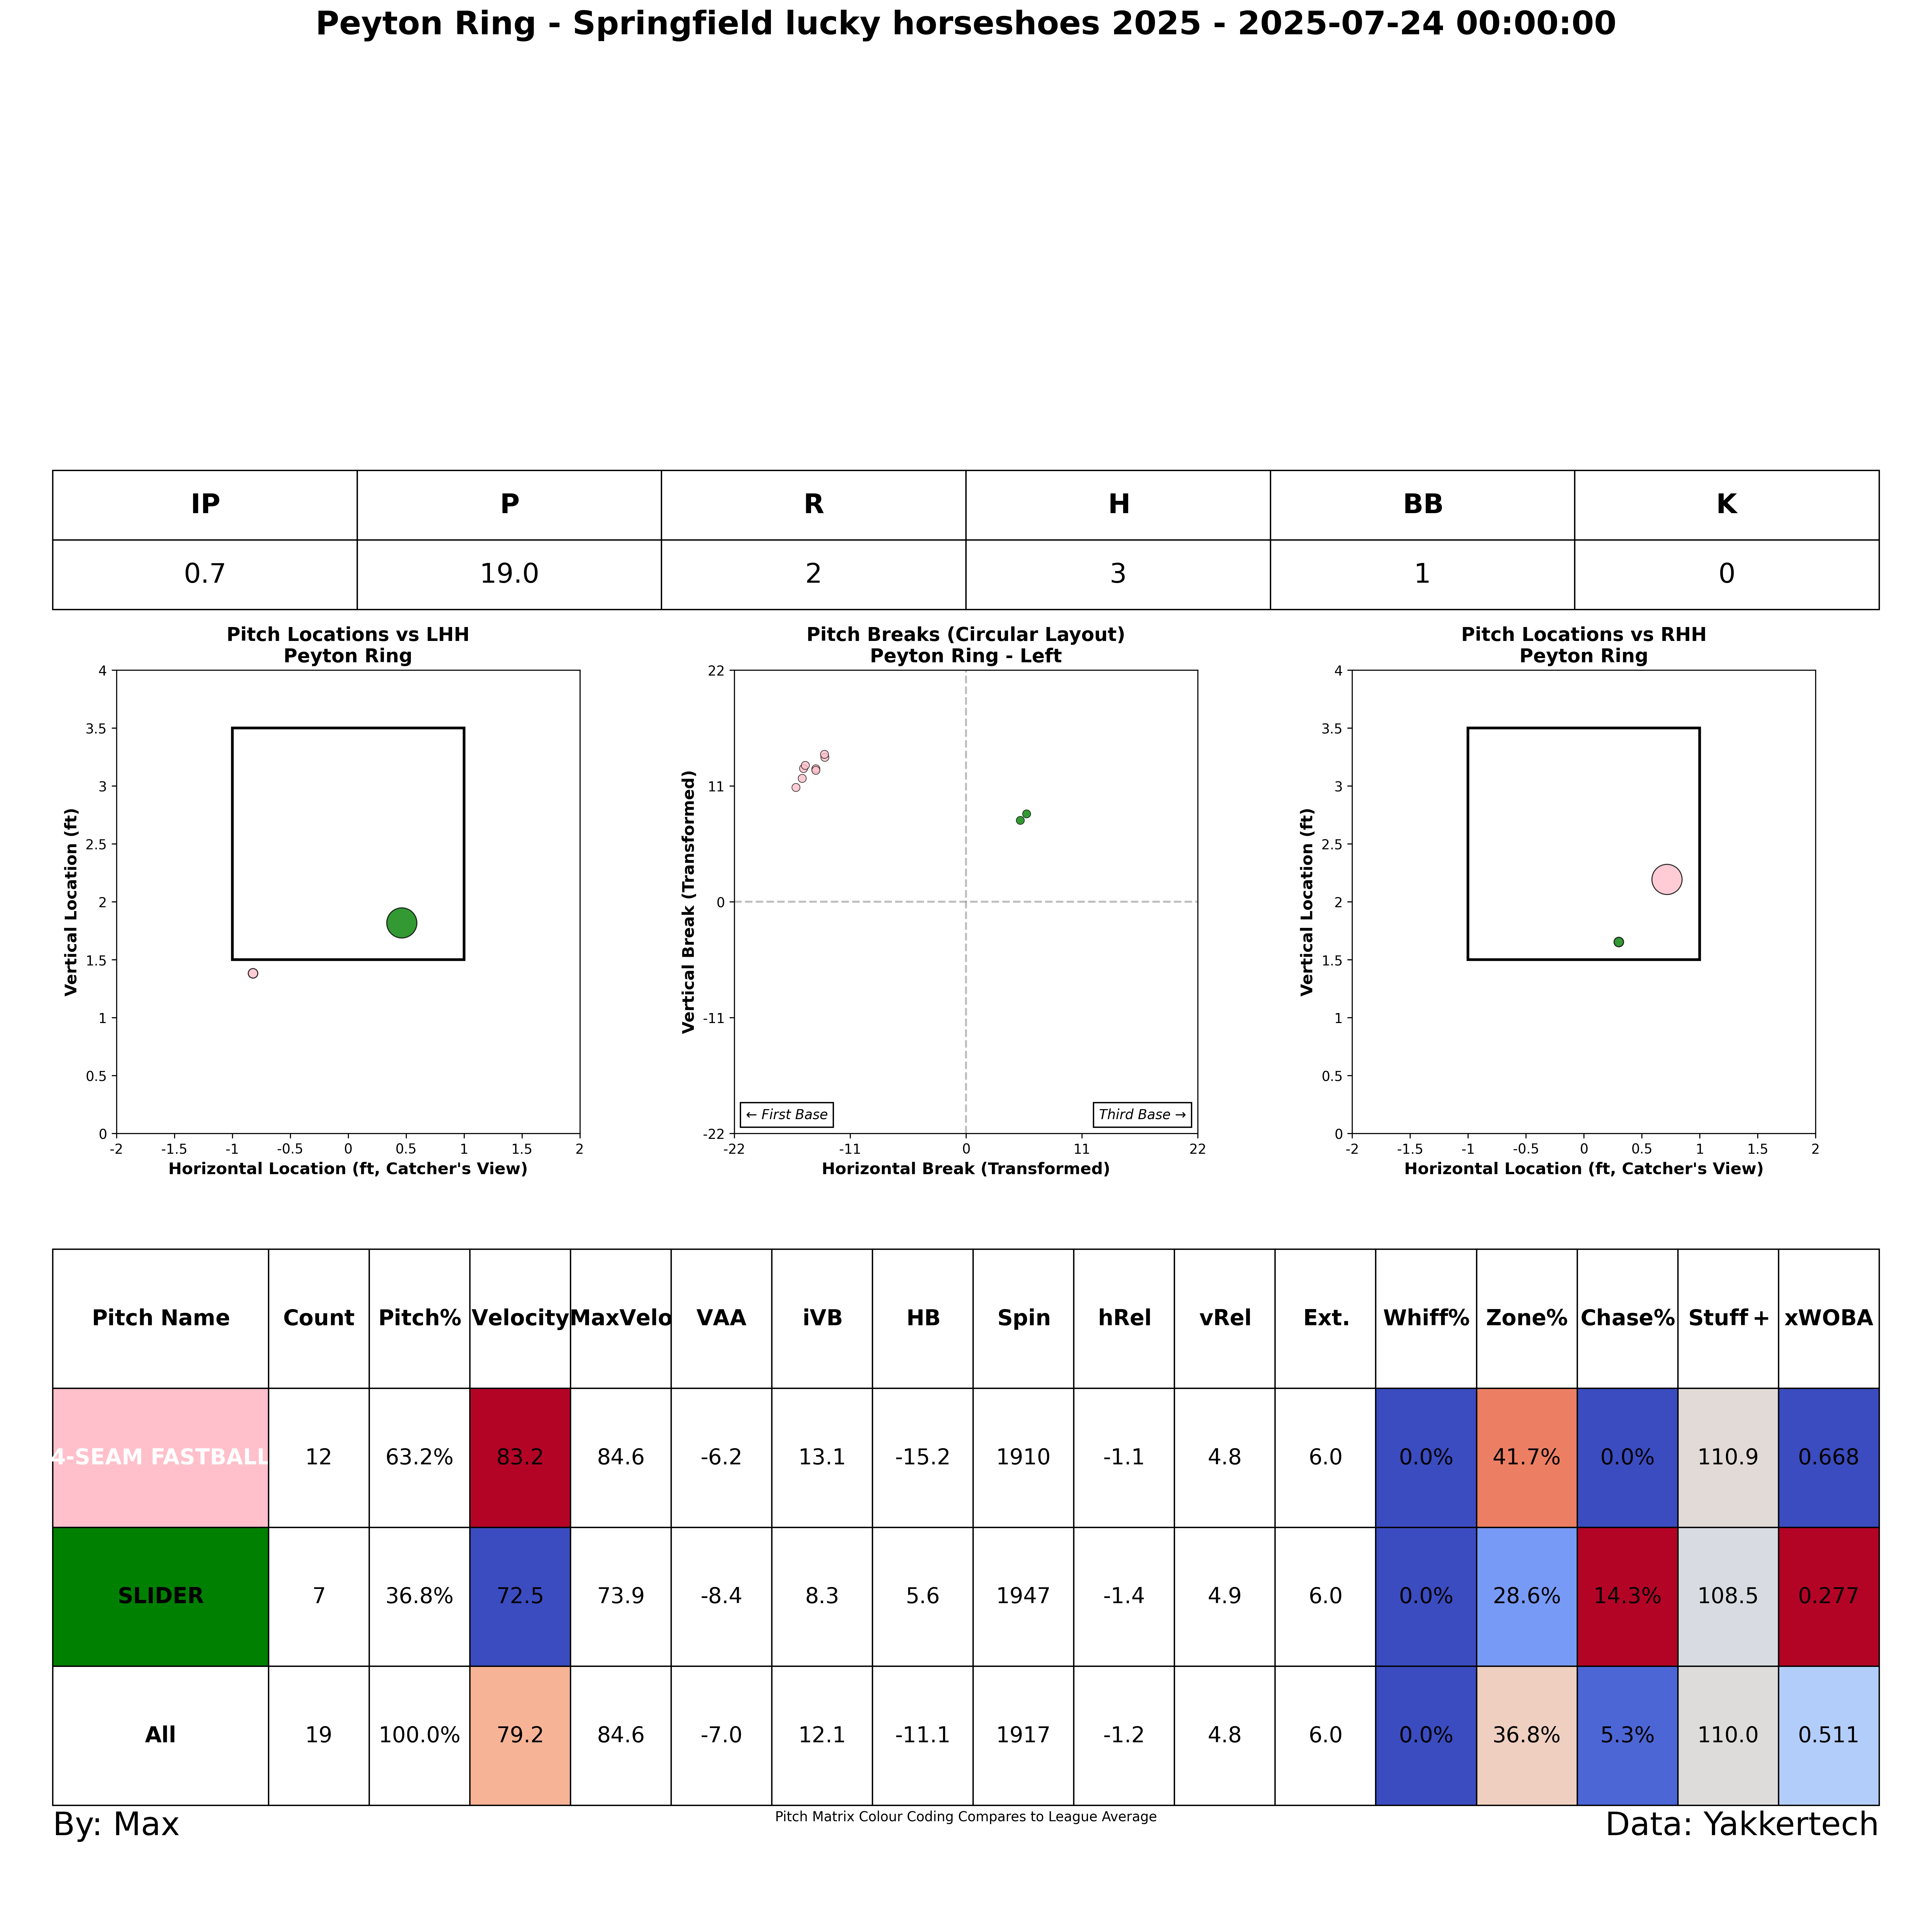 Peyton Ring - Springfield lucky horseshoes 2025 - 2025-07-24 00:00:00
IP P R H BB K
0.7 19.0 2 3 1 0
Pitch Locations vs LHH
Peyton Ring
4
3.5
3
2.5
2
1.5
1
0.5
0
Vertical Location (ft)
-2 -1.5 -1 -0.5 0 0.5 1 1.5 2
Horizontal Location (ft, Catcher's View)
Pitch Breaks (Circular Layout)
Peyton Ring - Left
22
11
0
-11
-22
Vertical Break (Transformed)
← First Base
Third Base →
-22 -11 0 11 22
Horizontal Break (Transformed)
Pitch Locations vs RHH
Peyton Ring
4
3.5
3
2.5
2
1.5
1
0.5
0
Vertical Location (ft)
-2 -1.5 -1 -0.5 0 0.5 1 1.5 2
Horizontal Location (ft, Catcher's View)
Pitch Name Count Pitch% Velocity MaxVelo VAA iVB HB Spin hRel vRel Ext. Whiff% Zone% Chase% Stuff+ xWOBA
4-SEAM FASTBALL 12 63.2% 83.2 84.6 -6.2 13.1 -15.2 1910 -1.1 4.8 6.0 0.0% 41.7% 0.0% 110.9 0.668
SLIDER 7 36.8% 72.5 73.9 -8.4 8.3 5.6 1947 -1.4 4.9 6.0 0.0% 28.6% 14.3% 108.5 0.277
All 19 100.0% 79.2 84.6 -7.0 12.1 -11.1 1917 -1.2 4.8 6.0 0.0% 36.8% 5.3% 110.0 0.511
By: Max
Pitch Matrix Colour Coding Compares to League Average
Data: Yakkertech